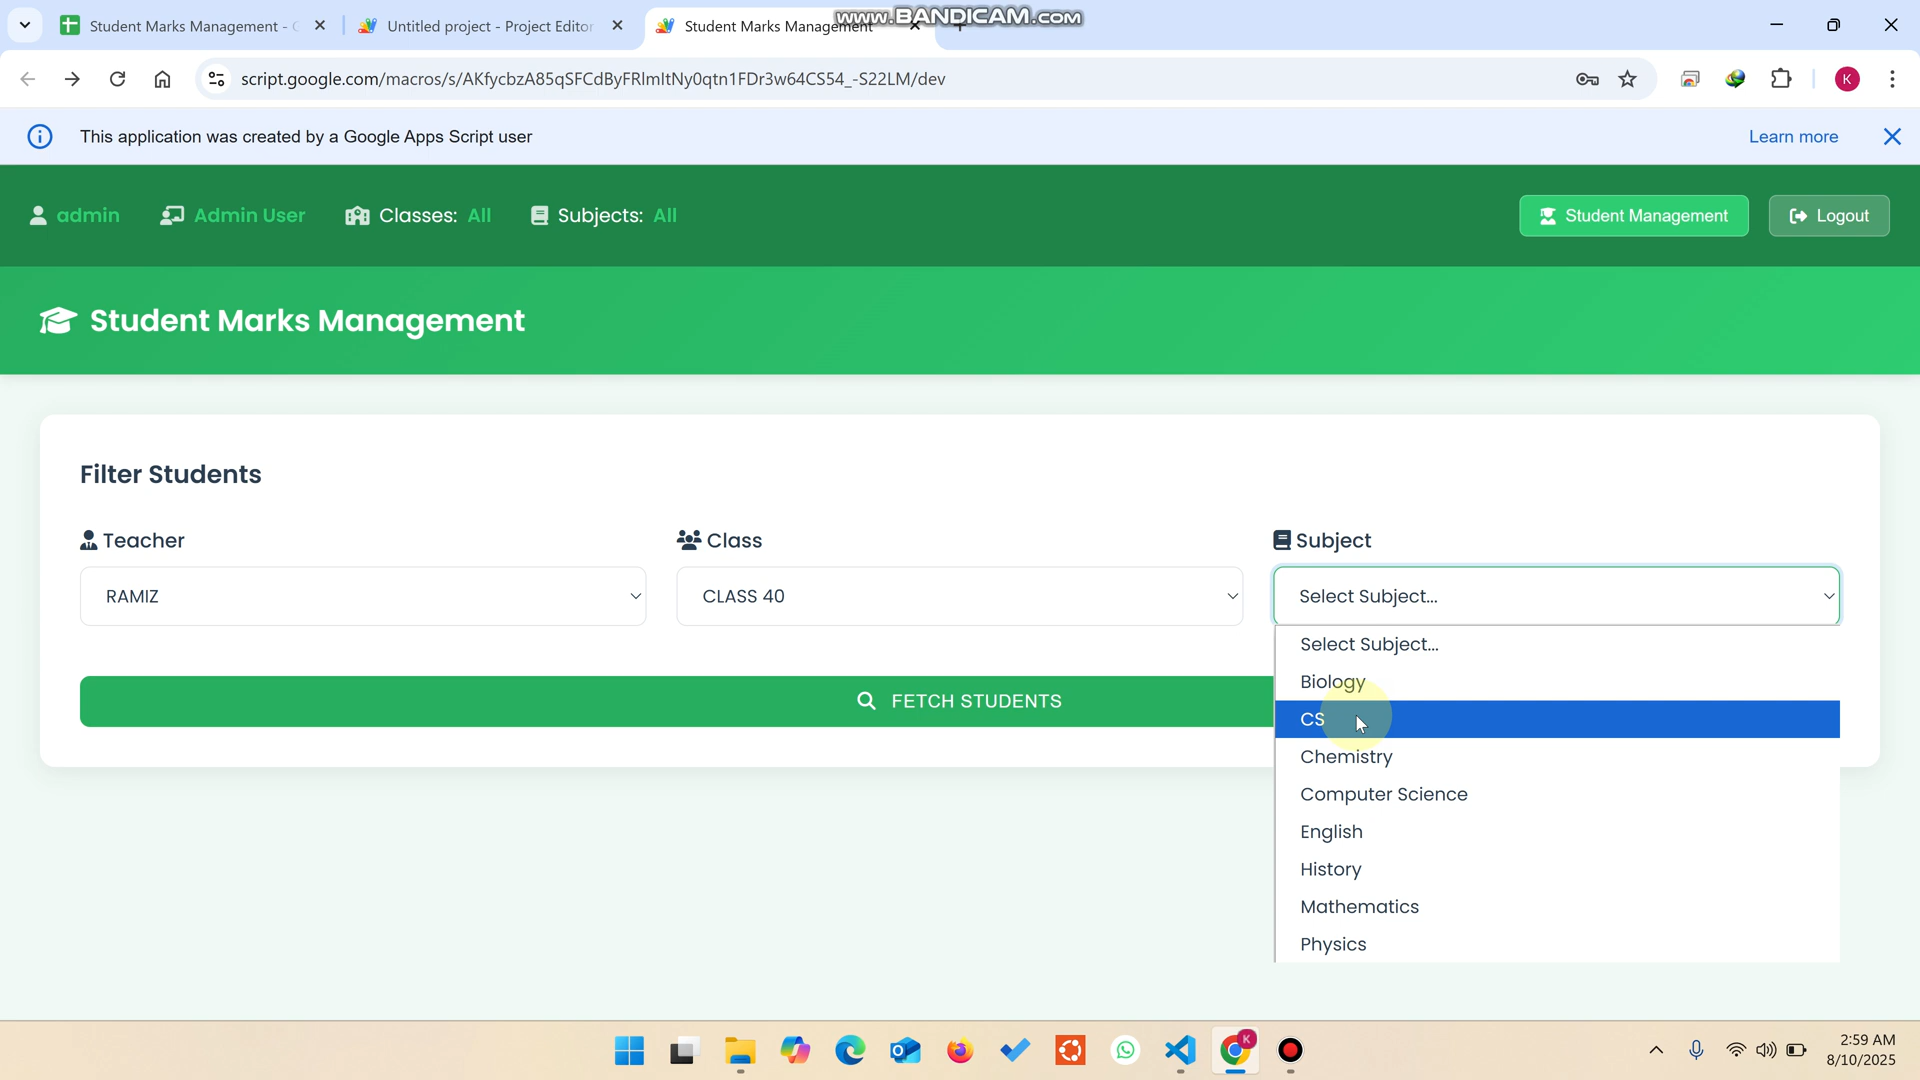 Student Marks Management - G
Untitled project - Project Editor
Student Marks Management
www.BANDICAM.com
script.google.com/macros/s/AKfycbzA85qSFCdByFRlmItNy0qtn1FDr3w64CS54_-S22LM/dev
K
This application was created by a Google Apps Script user
Learn more
admin
Admin User
Classes: All
Subjects: All
Student Management
Logout
Student Marks Management
Filter Students
Teacher
Class
Subject
RAMIZ
CLASS 40
Select Subject...
Select Subject...
Biology
CS
Chemistry
Computer Science
English
History
Mathematics
Physics
FETCH STUDENTS
K
2:59 AM
8/10/2025